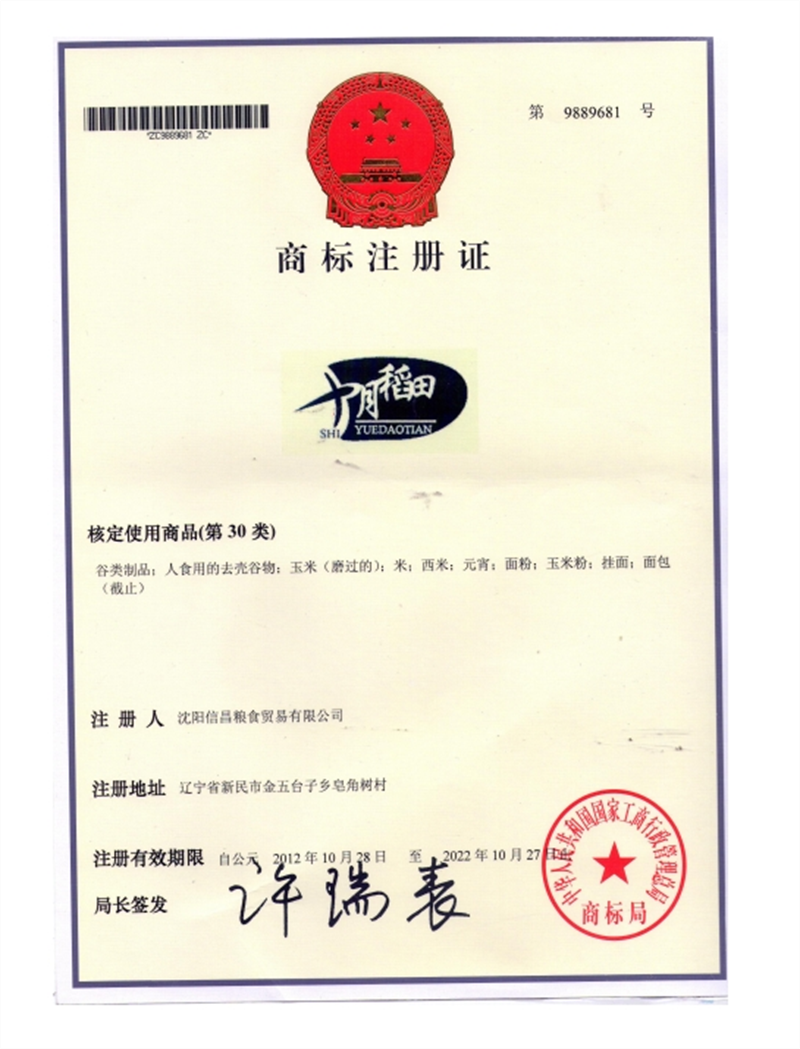 第 9889681 号
*ZC9889681 ZC*
商标注册证
十月稻田
SHI YUEDAOTIAN
核定使用商品(第 30 类)
谷类制品；人食用的去壳谷物；玉米（磨过的）；米；西米；元宵；面粉；玉米粉；挂面；面包
（截止）
注 册 人 沈阳信昌粮食贸易有限公司
注册地址 辽宁省新民市金五台子乡皂角树村
注册有效期限 自公元 2012 年 10 月 28 日 至 2022 年 10 月 27 日止
局长签发 许瑞表
中华人民共和国国家工商行政管理总局
商标局